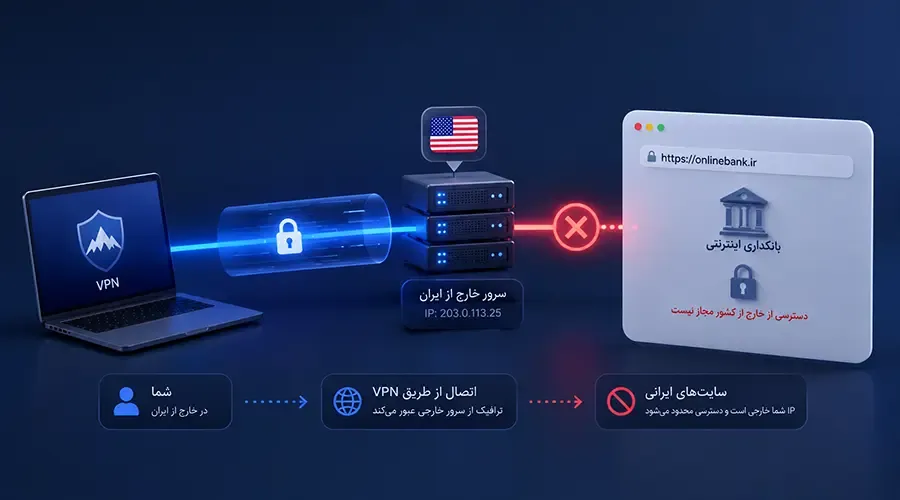 VPN
سرور خارج از ایران
IP: 203.0.113.25
https://onlinebank.ir
بانکداری اینترنتی
دسترسی از خارج از کشور مجاز نیست
شما
در خارج از ایران
اتصال از طریق VPN
ترافیک از سرور خارجی عبور می‌کند
سایت‌های ایرانی
IP شما خارجی است و دسترسی محدود می‌شود